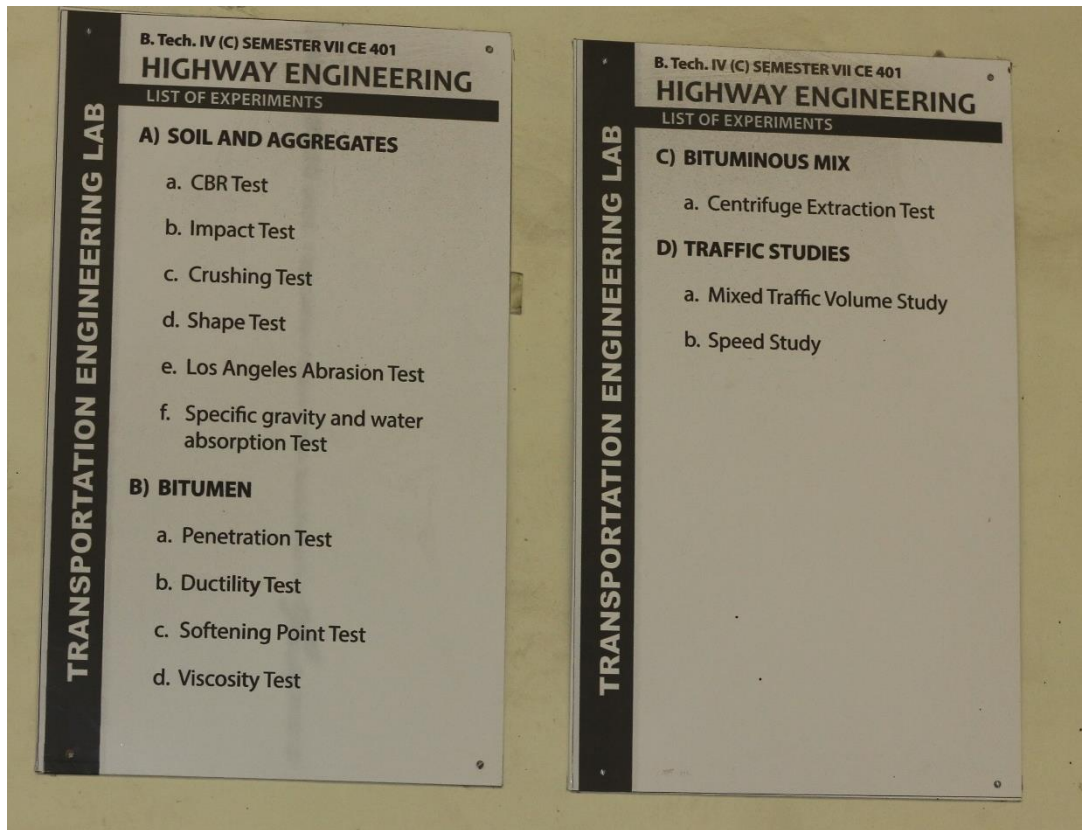 TRANSPORTATION ENGINEERING LAB
B. Tech. IV (C) SEMESTER VII CE 401
HIGHWAY ENGINEERING
LIST OF EXPERIMENTS
A) SOIL AND AGGREGATES
a. CBR Test
b. Impact Test
c. Crushing Test
d. Shape Test
e. Los Angeles Abrasion Test
f. Specific gravity and water
absorption Test
B) BITUMEN
a. Penetration Test
b. Ductility Test
c. Softening Point Test
d. Viscosity Test
TRANSPORTATION ENGINEERING LAB
B. Tech. IV (C) SEMESTER VII CE 401
HIGHWAY ENGINEERING
LIST OF EXPERIMENTS
C) BITUMINOUS MIX
a. Centrifuge Extraction Test
D) TRAFFIC STUDIES
a. Mixed Traffic Volume Study
b. Speed Study